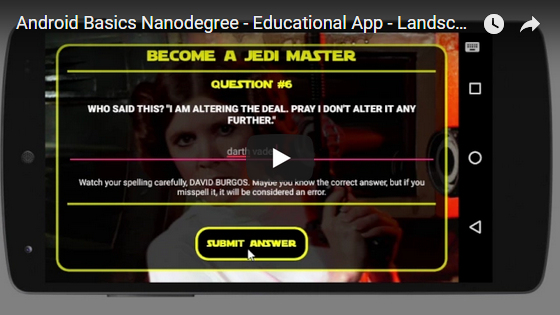 Android Basics Nanodegree - Educational App - Landsc...
BECOME A JEDI MASTER
QUESTION #6
WHO SAID THIS? "I AM ALTERING THE DEAL. PRAY I DON'T ALTER IT ANY
FURTHER."
darth vade
Watch your spelling carefully, DAVID BURGOS. Maybe you know the correct answer, but if you
misspell it, it will be considered an error.
SUBMIT ANSWER